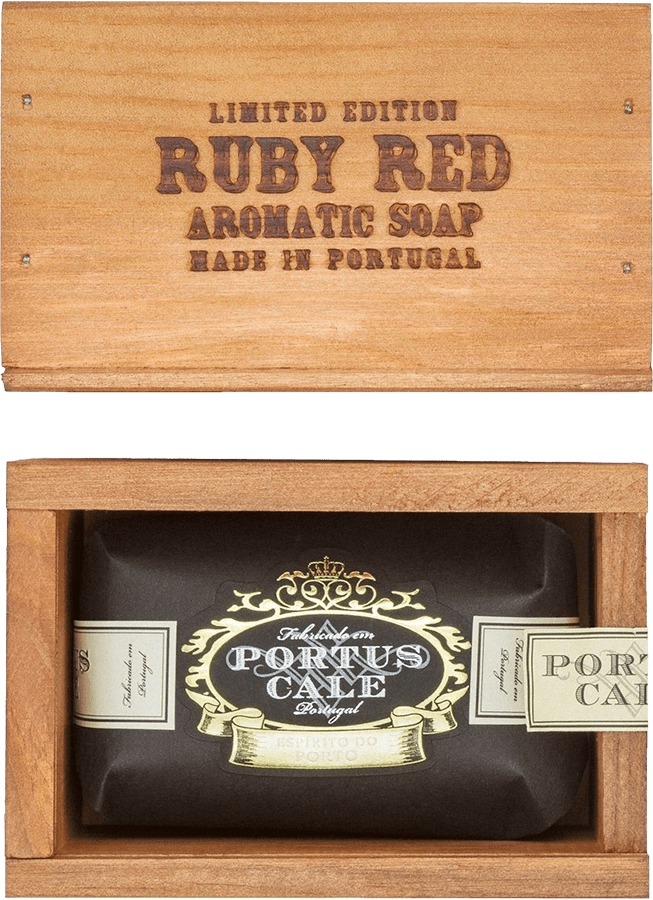 LIMITED EDITION
RUBY RED
AROMATIC SOAP
MADE IN PORTUGAL
Fabricado em
PORTUS
CALE
Portugal
ESPÍRITO DO
PORTO
Fabricado em
Portugal
Fabricado em
Portugal
PORT
CAL